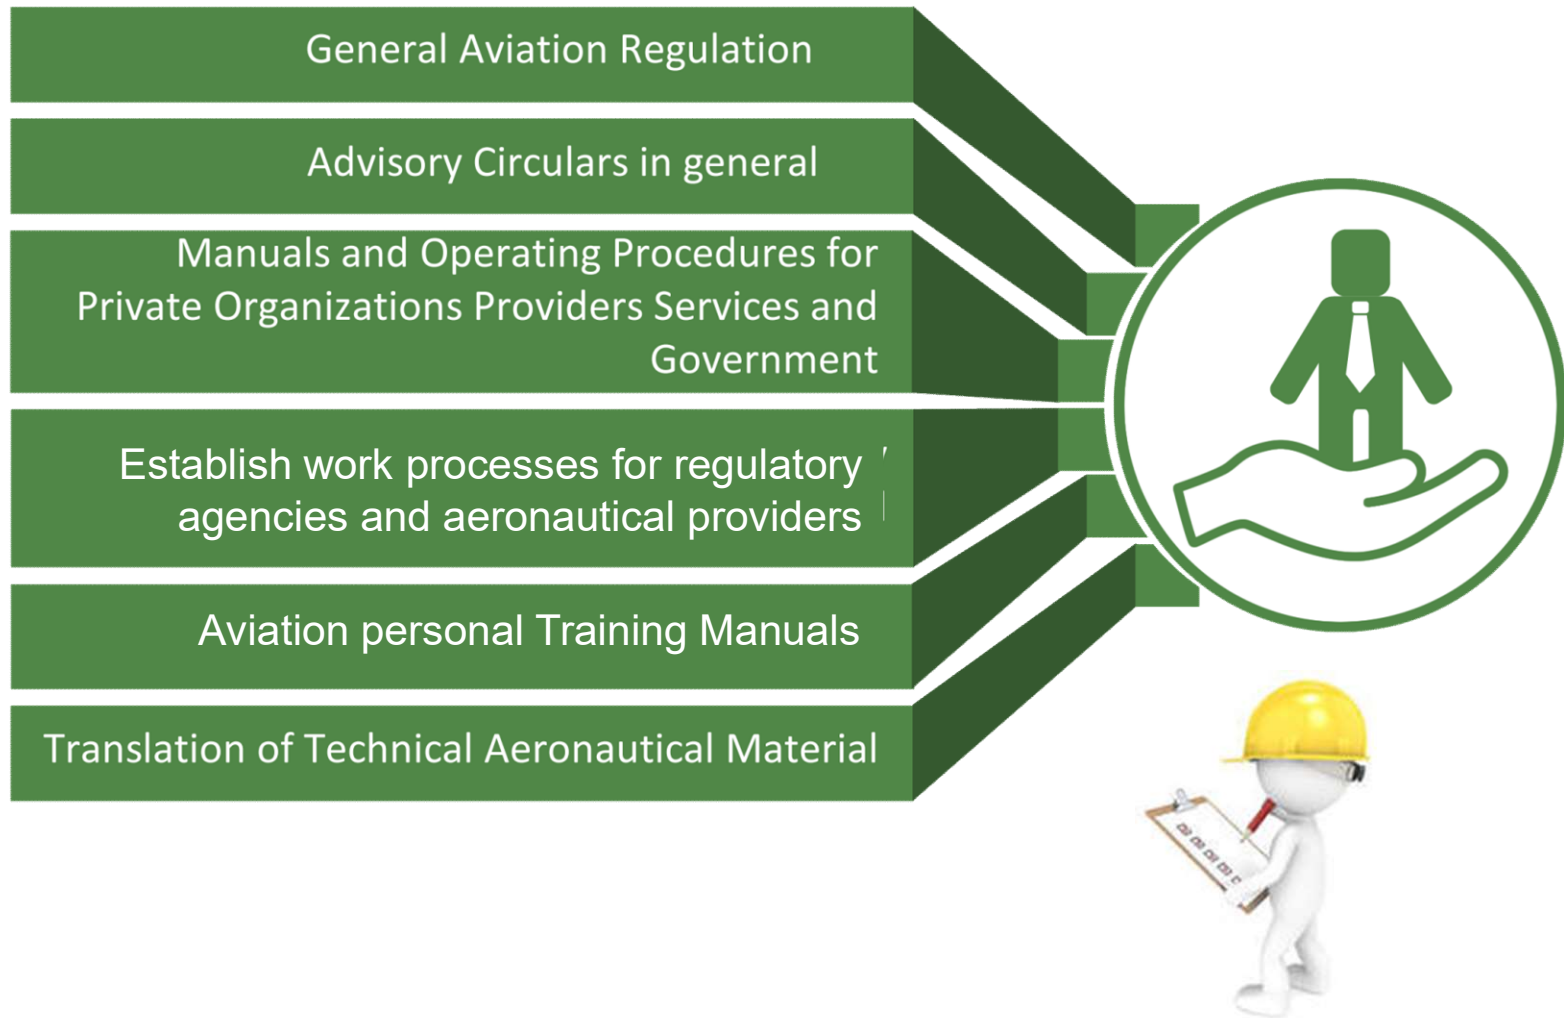 General Aviation Regulation
Advisory Circulars in general
Manuals and Operating Procedures for
Private Organizations Providers Services and
Government
Establish work processes for regulatory
agencies and aeronautical providers
Aviation personal Training Manuals
Translation of Technical Aeronautical Material